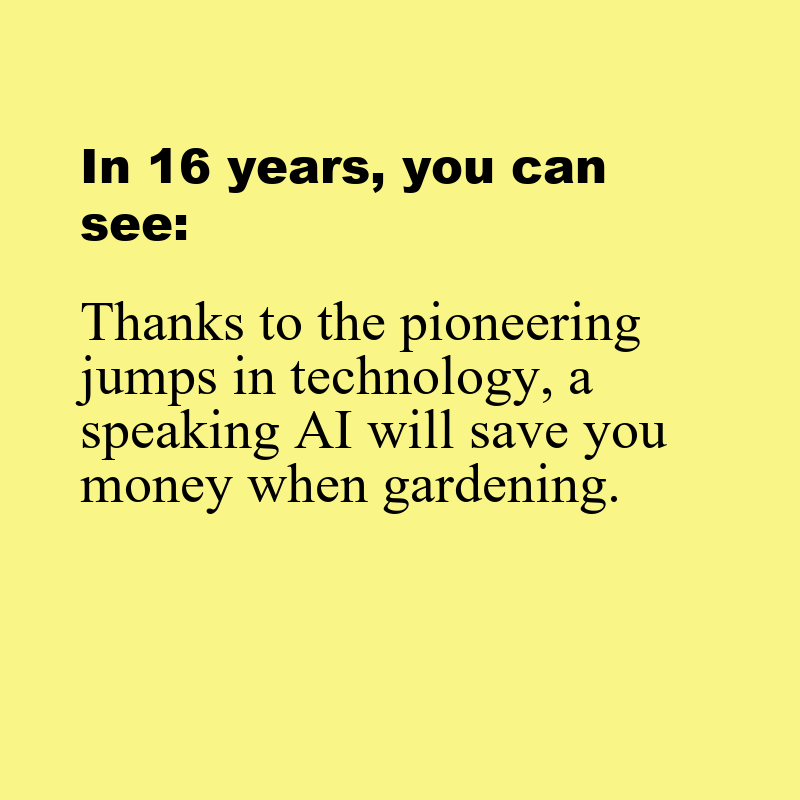 In 16 years, you can
see:
Thanks to the pioneering
jumps in technology, a
speaking AI will save you
money when gardening.